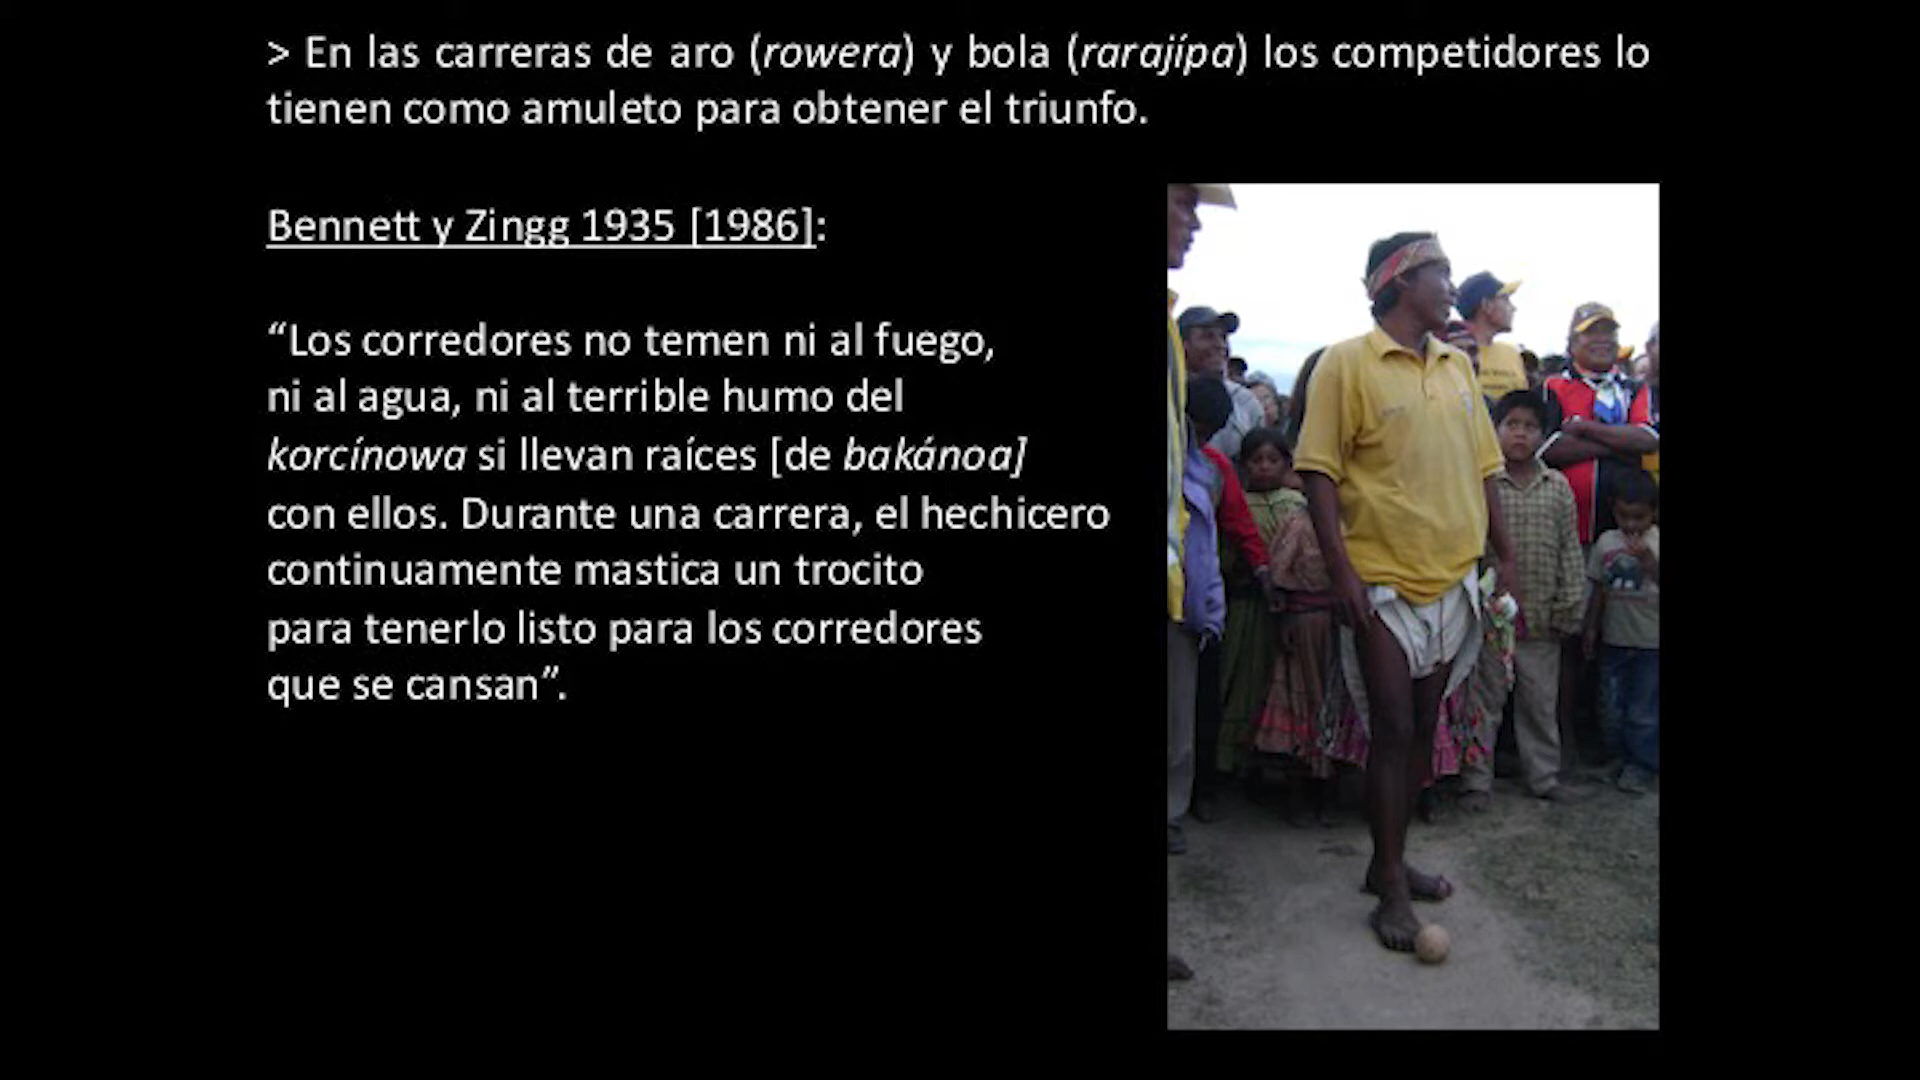 > En las carreras de aro (rowera) y bola (rarajípa) los competidores lo
tienen como amuleto para obtener el triunfo.
Bennett y Zingg 1935 [1986]:
“Los corredores no temen ni al fuego,
ni al agua, ni al terrible humo del
korcínowa si llevan raíces [de bakánoa]
con ellos. Durante una carrera, el hechicero
continuamente mastica un trocito
para tenerlo listo para los corredores
que se cansan”.